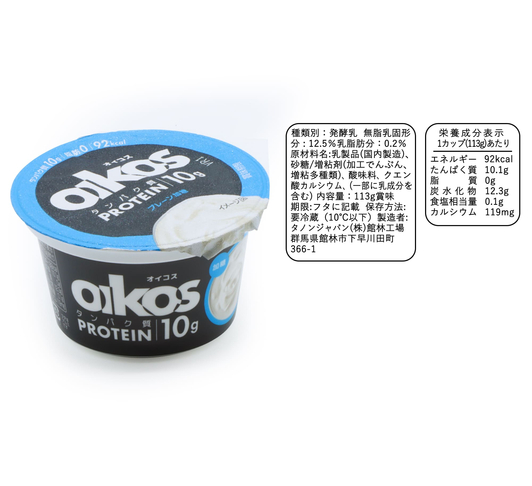 脂肪0 92kcal
オイコス
oikos
タンパク質
PROTEIN 10g
プレーン加糖
イメージ
オイコス
oikos
タンパク質
PROTEIN 10g
加糖
種類別：発酵乳 無脂乳固形
分：12.5％乳脂肪分：0.2％
原材料名:乳製品(国内製造)、
砂糖/増粘剤(加工でんぷん、
増粘多糖類)、酸味料、クエン
酸カルシウム、(一部に乳成分を
含む) 内容量：113g賞味
期限:フタに記載 保存方法:
要冷蔵（10℃以下）製造者:
タノンジャパン(株)館林工場
群馬県館林市下早川田町
366-1
栄養成分表示
1カップ(113g)あたり
エネルギー 92kcal
たんぱく質 10.1g
脂質 0g
炭水化物 12.3g
食塩相当量 0.1g
カルシウム 119mg